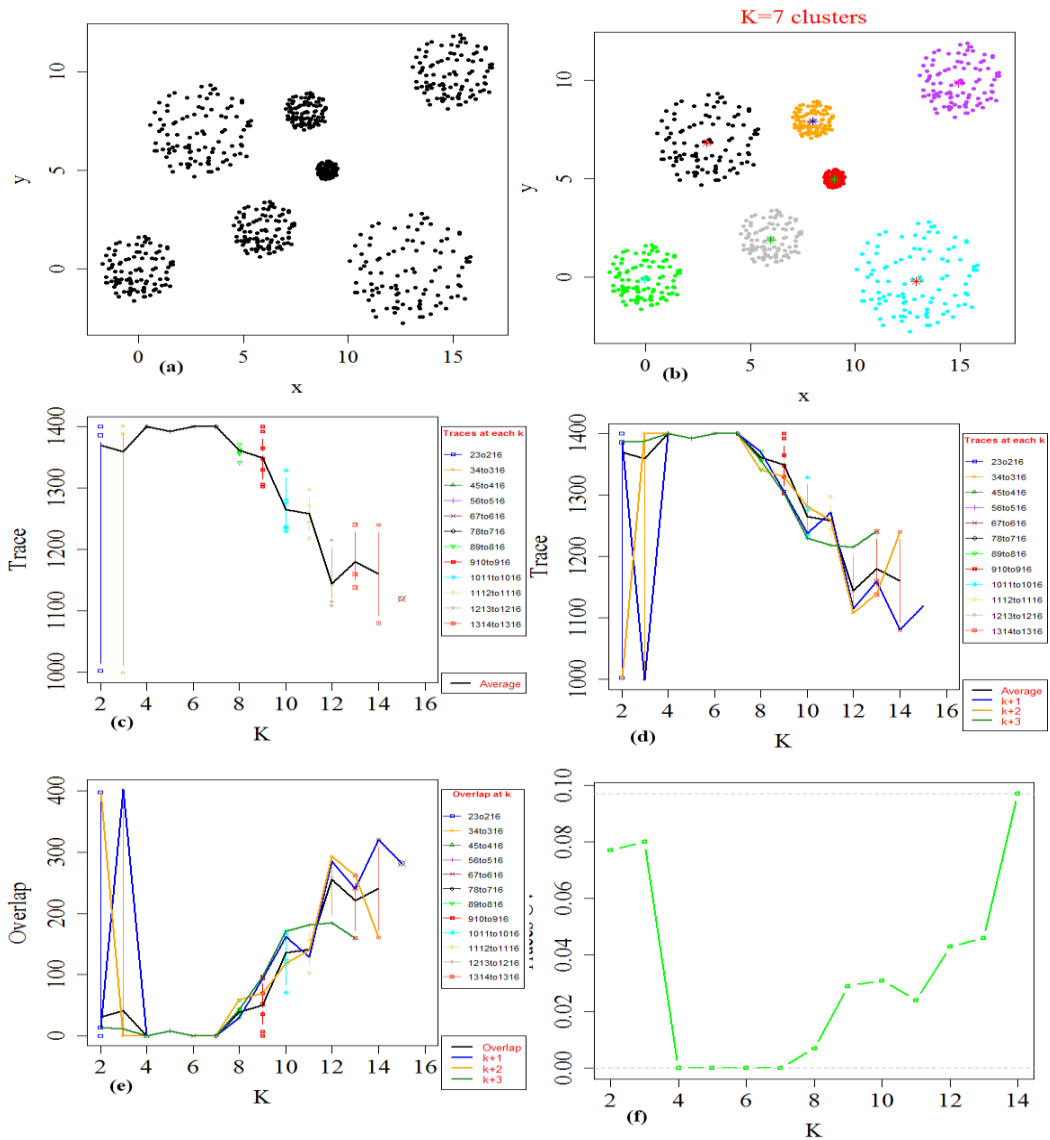 K=7 clusters
y
10
5
0
0
5
10
15
(a)
x
y
10
5
0
0
5
10
15
(b)
x
Trace
1400
1300
1200
1100
1000
2
4
6
8
10
12
14
16
(c)
K
Traces at each k
23o216
34to316
45to416
56to516
67to616
78to716
89to816
910to916
1011to1016
1112to1116
1213to1216
1314to1316
Average
Trace
1400
1300
1200
1100
1000
2
4
6
8
10
12
14
16
(d)
K
Traces at each k
23o216
34to316
45to416
56to516
67to616
78to716
89to816
910to916
1011to1016
1112to1116
1213to1216
1314to1316
Average
k+1
k+2
k+3
Overlap
400
300
200
100
0
2
4
6
8
10
12
14
16
(e)
K
Overlap at k
23o216
34to316
45to416
56to516
67to616
78to716
89to816
910to916
1011to1016
1112to1116
1213to1216
1314to1316
Overlap
k+1
k+2
k+3
0.10
0.08
0.06
0.04
0.02
0.00
2
4
6
8
10
12
14
(f)
K